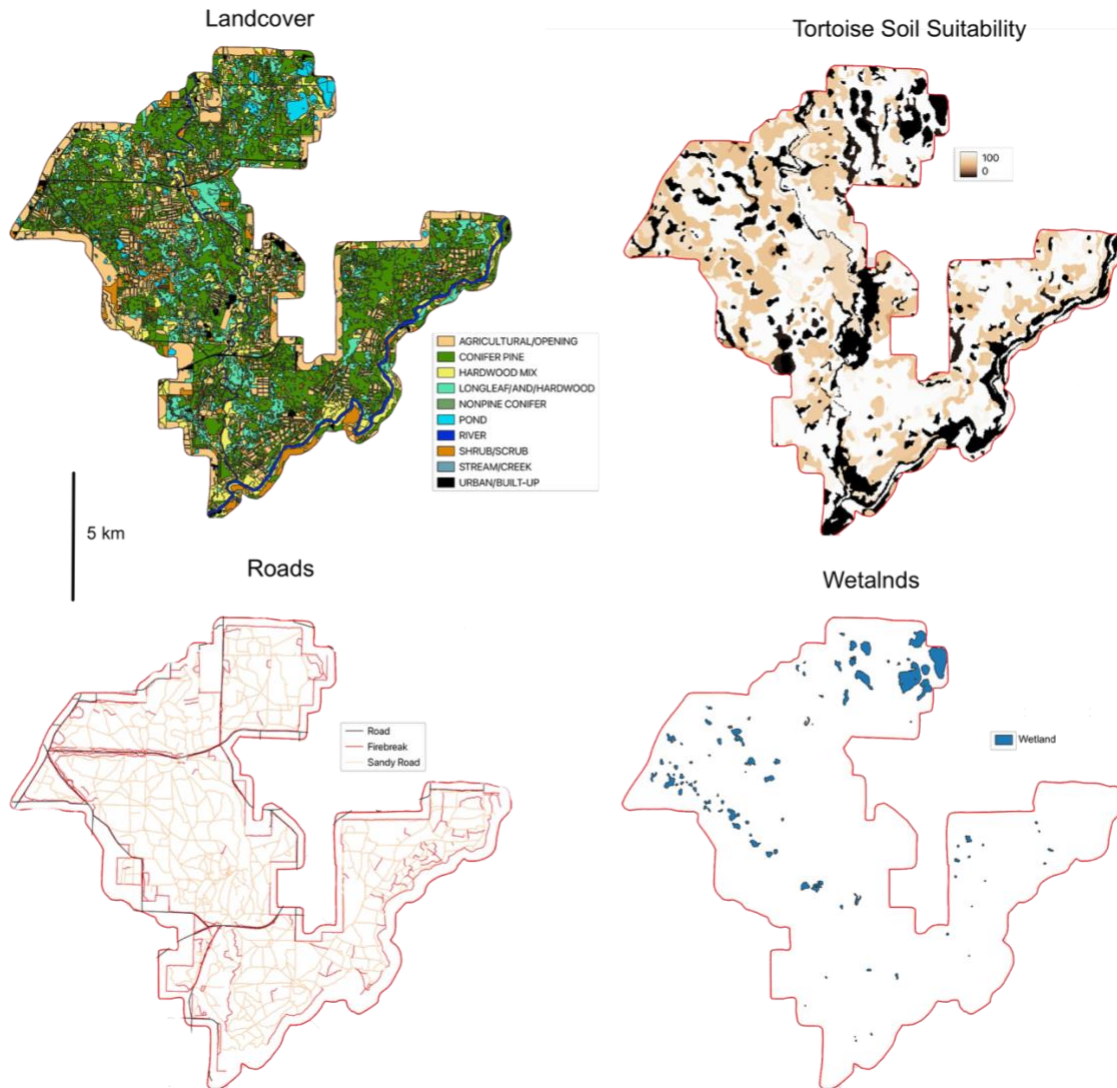 Landcover
Tortoise Soil Suitability
100
0
AGRICULTURAL/OPENING
CONIFER PINE
HARDWOOD MIX
LONGLEAF/AND/HARDWOOD
NONPINE CONIFER
POND
RIVER
SHRUB/SCRUB
STREAM/CREEK
URBAN/BUILT-UP
5 km
Roads
Wetalnds
Road
Firebreak
Sandy Road
Wetland